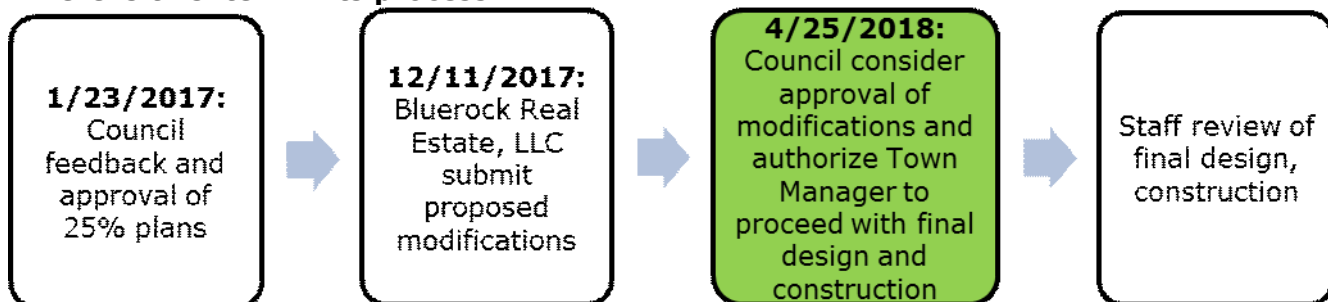 1/23/2017:
Council
feedback and
approval of
25% plans
12/11/2017:
Bluerock Real
Estate, LLC
submit
proposed
modifications
4/25/2018:
Council consider
approval of
modifications and
authorize Town
Manager to
proceed with final
design and
construction
Staff review of
final design,
construction